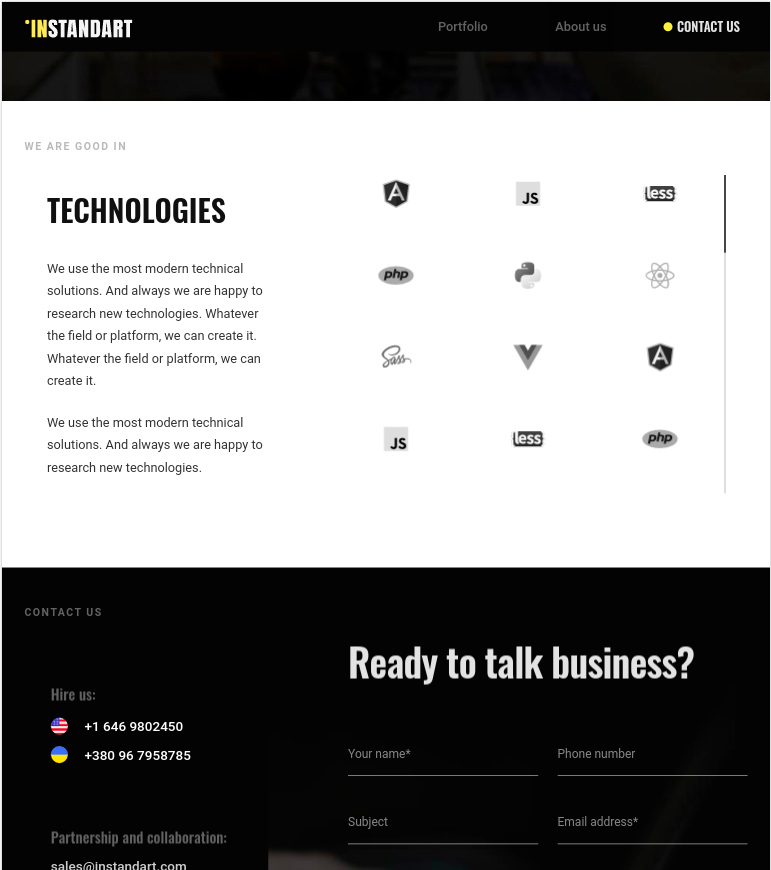 INSTANDART
Portfolio
About us
CONTACT US
WE ARE GOOD IN
TECHNOLOGIES
We use the most modern technical
solutions. And always we are happy to
research new technologies. Whatever
the field or platform, we can create it.
Whatever the field or platform, we can
create it.
We use the most modern technical
solutions. And always we are happy to
research new technologies.
A
JS
less
php
Sass
A
JS
less
php
CONTACT US
Ready to talk business?
Hire us:
+1 646 9802450
+380 96 7958785
Your name*
Phone number
Subject
Email address*
Partnership and collaboration:
sales@instandart.com